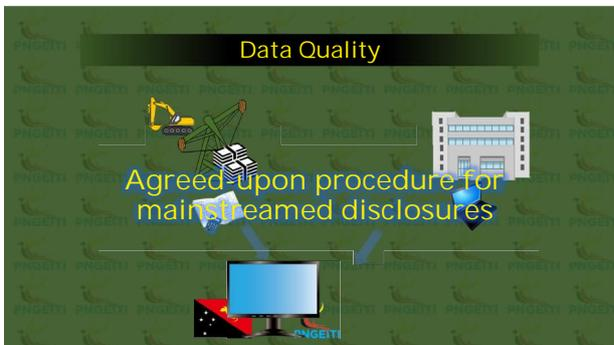 Data Quality
Agreed-upon procedure for
mainstreamed disclosures
PNGEITI